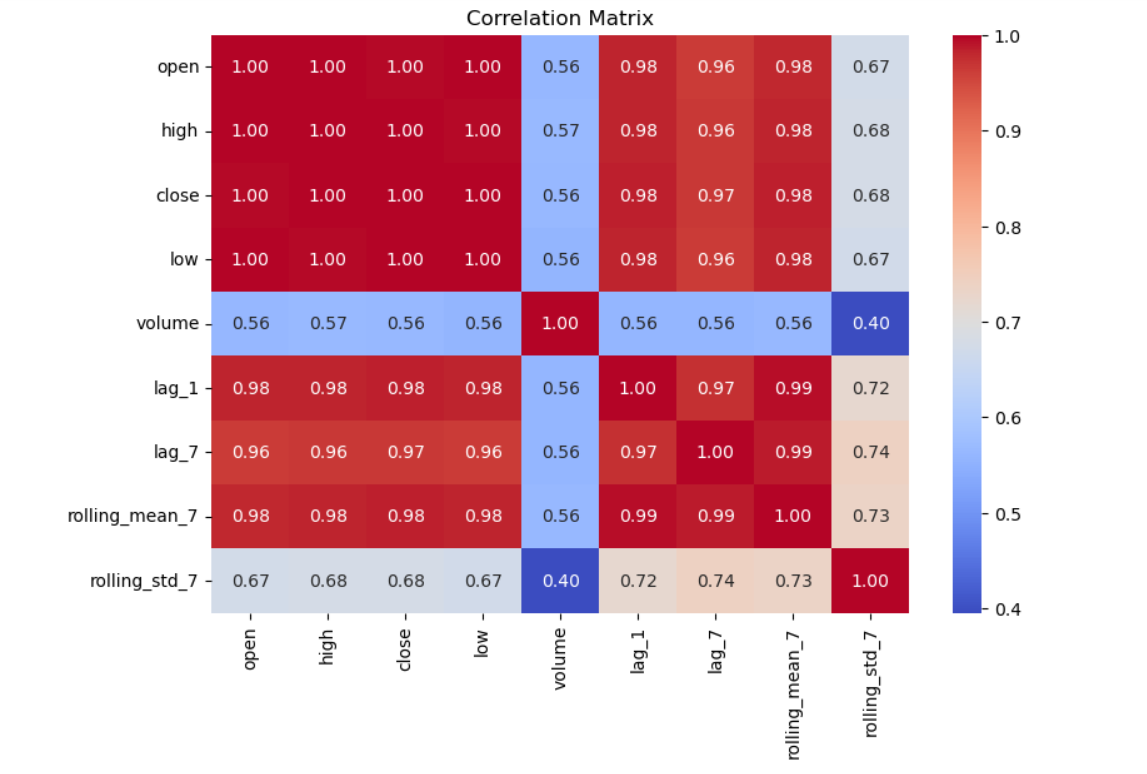 Correlation Matrix
open 1.00 1.00 1.00 1.00 0.56 0.98 0.96 0.98 0.67
high 1.00 1.00 1.00 1.00 0.57 0.98 0.96 0.98 0.68
close 1.00 1.00 1.00 1.00 0.56 0.98 0.97 0.98 0.68
low 1.00 1.00 1.00 1.00 0.56 0.98 0.96 0.98 0.67
volume 0.56 0.57 0.56 0.56 1.00 0.56 0.56 0.56 0.40
lag_1 0.98 0.98 0.98 0.98 0.56 1.00 0.97 0.99 0.72
lag_7 0.96 0.96 0.97 0.96 0.56 0.97 1.00 0.99 0.74
rolling_mean_7 0.98 0.98 0.98 0.98 0.56 0.99 0.99 1.00 0.73
rolling_std_7 0.67 0.68 0.68 0.67 0.40 0.72 0.74 0.73 1.00
open high close low volume lag_1 lag_7 rolling_mean_7 rolling_std_7
1.0
0.9
0.8
0.7
0.6
0.5
0.4